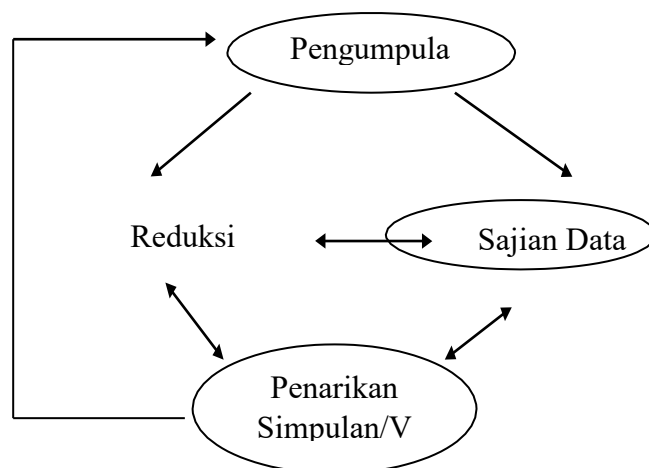 Pengumpula
Reduksi
Sajian Data
Penarikan
Simpulan/V